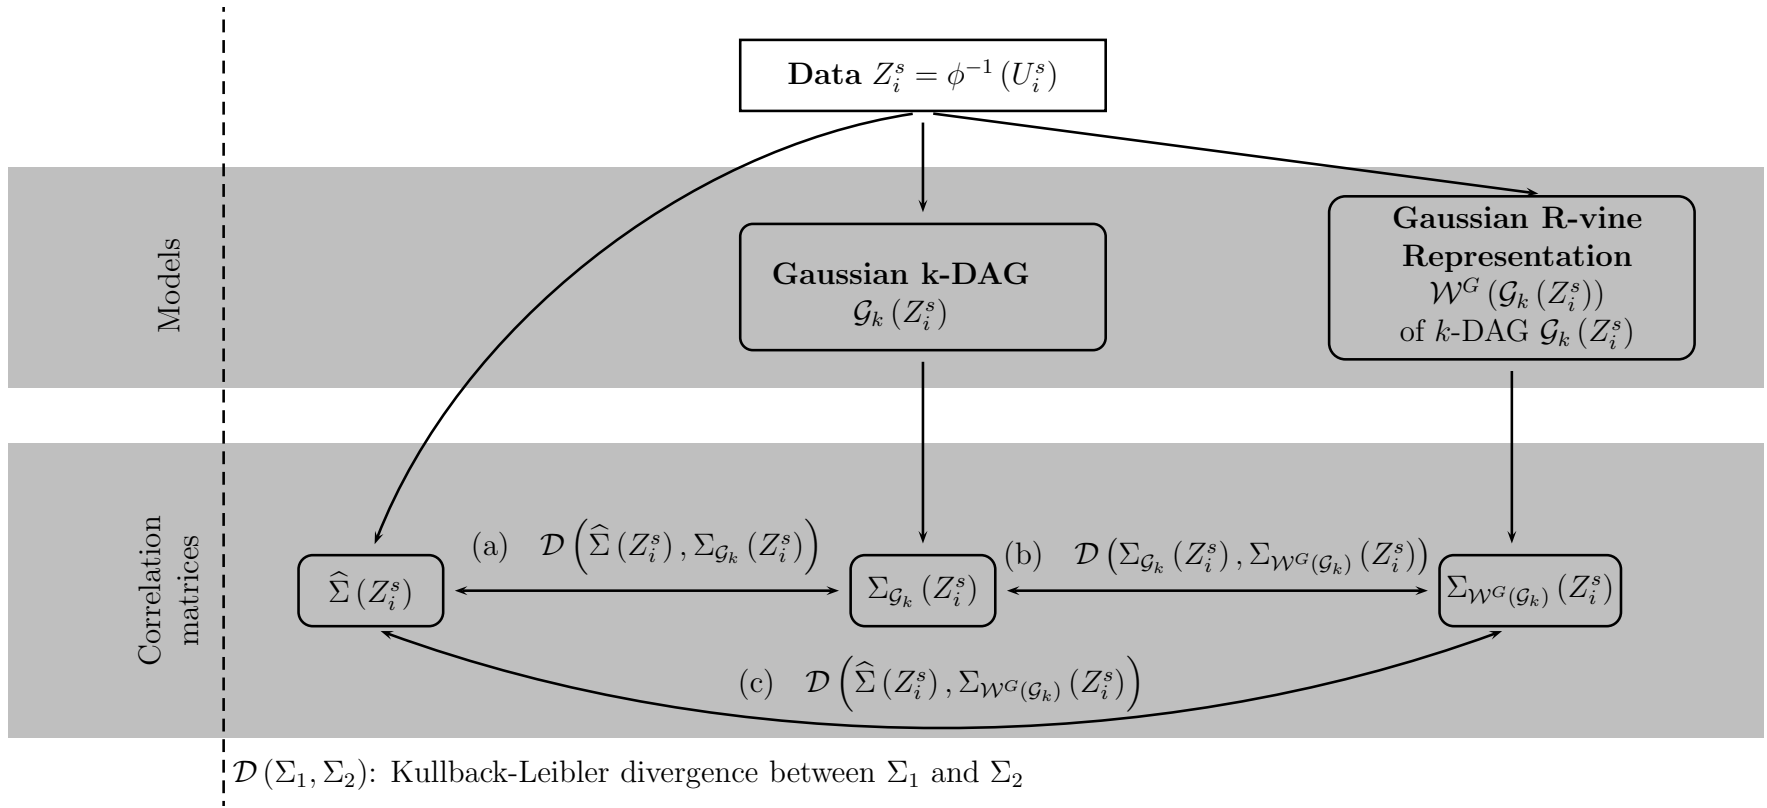 Data Z_i^s = ϕ^{-1} (U_i^s)
Models
Gaussian k-DAG
𝒢_k (Z_i^s)
Gaussian R-vine
Representation
𝒲^G (𝒢_k (Z_i^s))
of k-DAG 𝒢_k (Z_i^s)
Correlation
matrices
(a) 𝒟 (Σ̂ (Z_i^s) , Σ_{𝒢_k} (Z_i^s))
(b) 𝒟 (Σ_{𝒢_k} (Z_i^s) , Σ_{𝒲^G(𝒢_k)} (Z_i^s))
Σ̂ (Z_i^s)
Σ_{𝒢_k} (Z_i^s)
Σ_{𝒲^G(𝒢_k)} (Z_i^s)
(c) 𝒟 (Σ̂ (Z_i^s) , Σ_{𝒲^G(𝒢_k)} (Z_i^s))
𝒟 (Σ_1, Σ_2): Kullback-Leibler divergence between Σ_1 and Σ_2